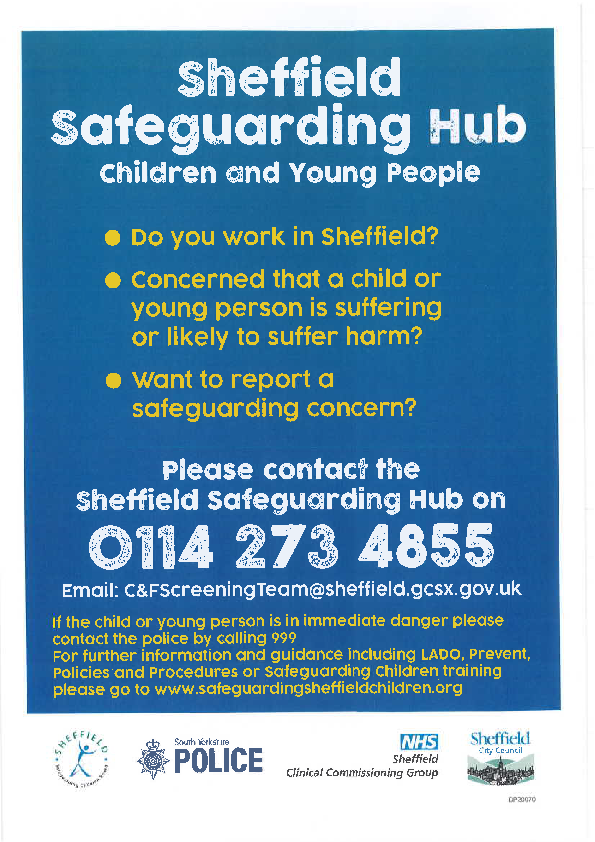 Sheffield
Safeguarding Hub
Children and Young People
Do you work in Sheffield?
Concerned that a child or
young person is suffering
or likely to suffer harm?
Want to report a
safeguarding concern?
Please contact the
Sheffield Safeguarding Hub on
0114 273 4855
Email: C&FScreeningTeam@sheffield.gcsx.gov.uk
If the child or young person is in immediate danger please
contact the police by calling 999
For further information and guidance including LADO, Prevent,
Policies and Procedures or Safeguarding Children training
please go to www.safeguardingsheffieldchildren.org
SHEFFIELD
Safeguarding Children Board
South Yorkshire
POLICE
NHS
Sheffield
Clinical Commissioning Group
Sheffield
City Council
DP20070